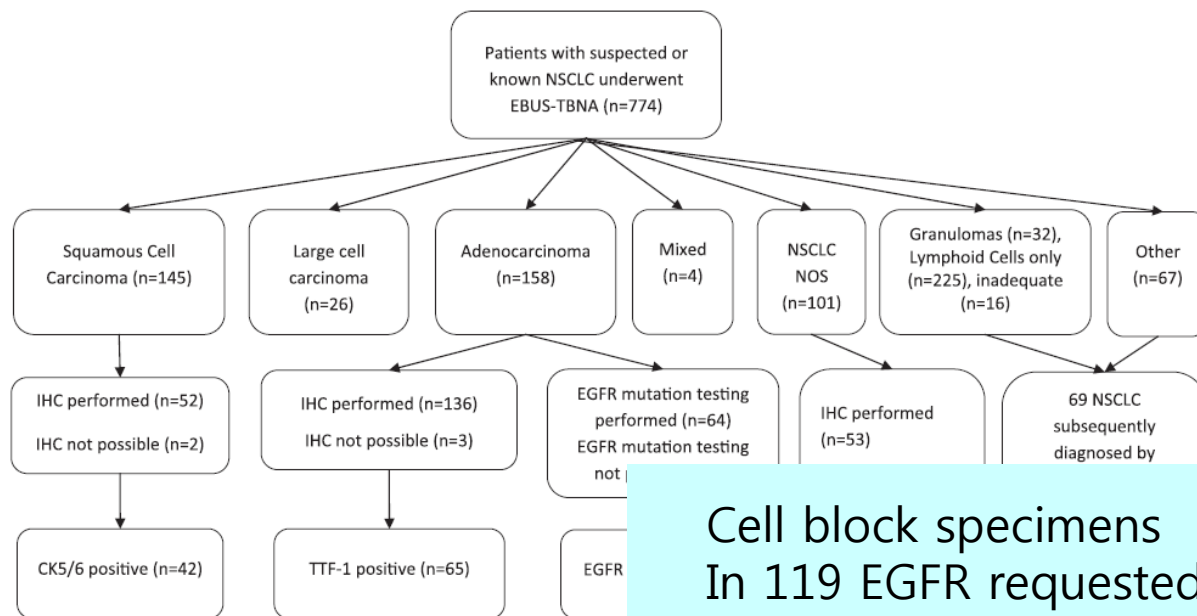 Patients with suspected or
known NSCLC underwent
EBUS-TBNA (n=774)
Squamous Cell
Carcinoma (n=145)
Large cell
carcinoma
(n=26)
Adenocarcinoma
(n=158)
Mixed
(n=4)
NSCLC
NOS
(n=101)
Granulomas (n=32),
Lymphoid Cells only
(n=225), inadequate
(n=16)
Other
(n=67)
IHC performed (n=52)
IHC not possible (n=2)
IHC performed (n=136)
IHC not possible (n=3)
EGFR mutation testing
performed (n=64)
EGFR mutation testing
not
IHC performed
(n=53)
69 NSCLC
subsequently
diagnosed by
CK5/6 positive (n=42)
TTF-1 positive (n=65)
EGFR
Cell block specimens
In 119 EGFR requested